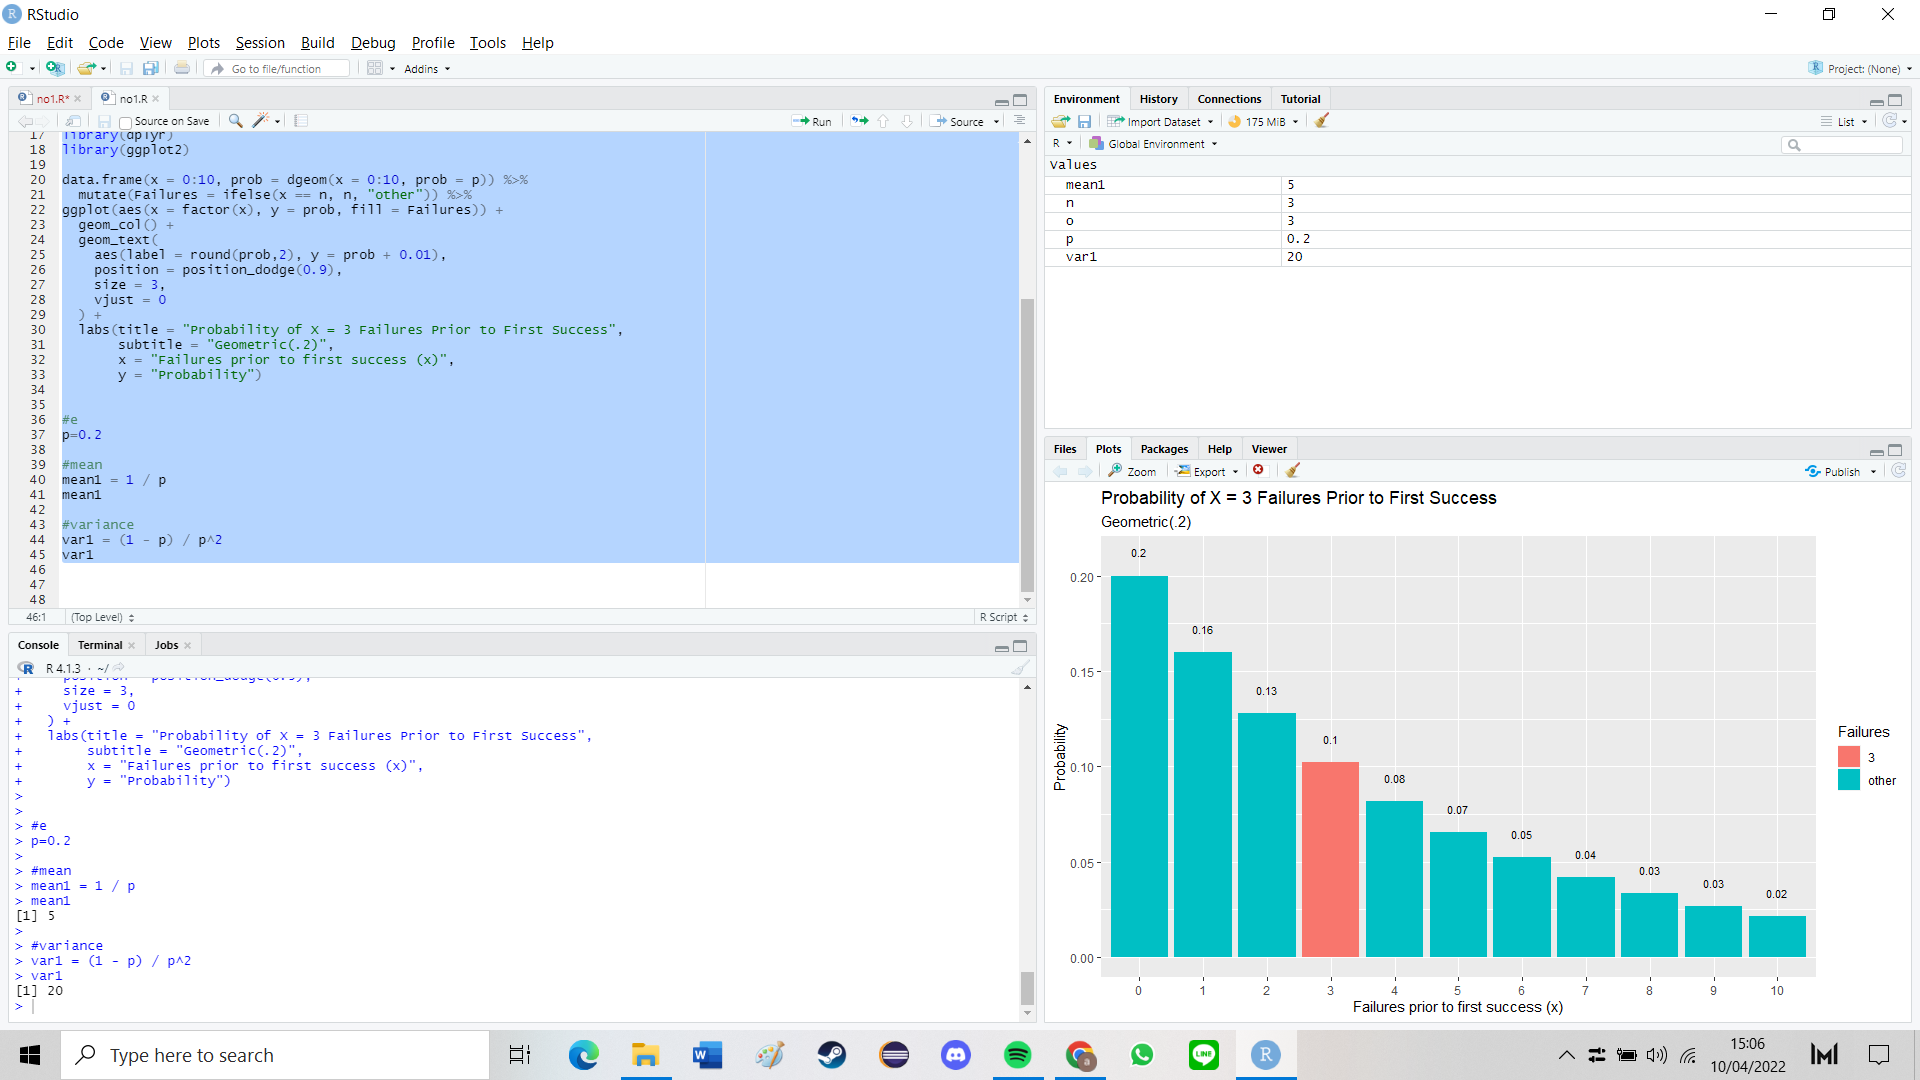 RStudio
File Edit Code View Plots Session Build Debug Profile Tools Help
Go to file/function Addins Project: (None)
no1.R* no1.R
Source on Save Run Source
17 library(dplyr)
18 library(ggplot2)
19
20 data.frame(x = 0:10, prob = dgeom(x = 0:10, prob = p)) %>%
21 mutate(Failures = ifelse(x == n, n, "other")) %>%
22 ggplot(aes(x = factor(x), y = prob, fill = Failures)) +
23 geom_col() +
24 geom_text(
25 aes(label = round(prob,2), y = prob + 0.01),
26 position = position_dodge(0.9),
27 size = 3,
28 vjust = 0
29 ) +
30 labs(title = "Probability of X = 3 Failures Prior to First Success",
31 subtitle = "Geometric(.2)",
32 x = "Failures prior to first success (x)",
33 y = "Probability")
34
35
36 #e
37 p=0.2
38
39 #mean
40 mean1 = 1 / p
41 mean1
42
43 #variance
44 var1 = (1 - p) / p^2
45 var1
46
47
48
46:1 (Top Level) R Script
Console Terminal Jobs
R 4.1.3 · ~/
+ position = position_dodge(0.9),
+ size = 3,
+ vjust = 0
+ ) +
+ labs(title = "Probability of X = 3 Failures Prior to First Success",
+ subtitle = "Geometric(.2)",
+ x = "Failures prior to first success (x)",
+ y = "Probability")
>
>
> #e
> p=0.2
>
> #mean
> mean1 = 1 / p
> mean1
[1] 5
>
> #variance
> var1 = (1 - p) / p^2
> var1
[1] 20
>
Environment History Connections Tutorial
Import Dataset 175 MiB List
R Global Environment
Values
mean1 5
n 3
o 3
p 0.2
var1 20
Files Plots Packages Help Viewer
Zoom Export Publish
Probability of X = 3 Failures Prior to First Success
Geometric(.2)
0.2
0.16
0.13
0.1
0.08
0.07
0.05
0.04
0.03
0.03
0.02
0.20
0.15
0.10
0.05
0.00
Probability
0 1 2 3 4 5 6 7 8 9 10
Failures prior to first success (x)
Failures
3
other
Type here to search
LINE
15:06
10/04/2022